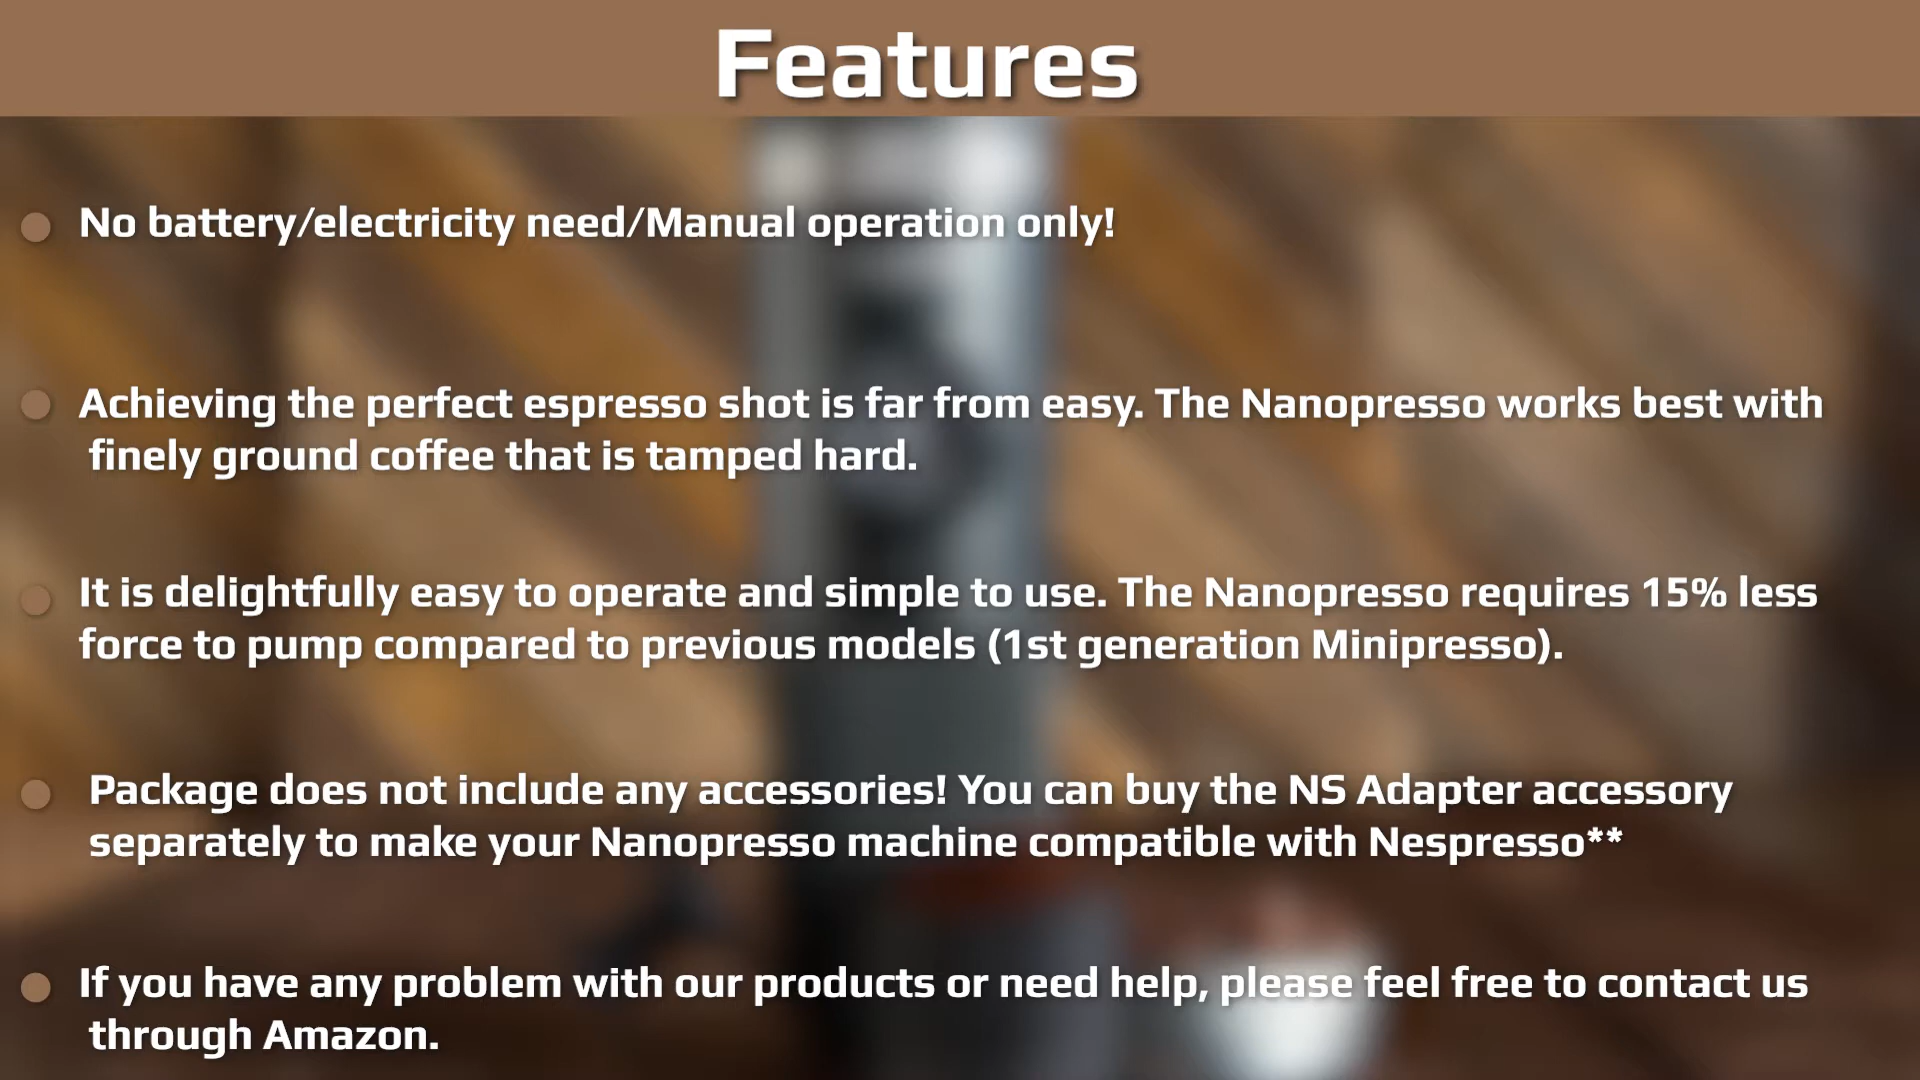 Features
No battery/electricity need/Manual operation only!
Achieving the perfect espresso shot is far from easy. The Nanopresso works best with
finely ground coffee that is tamped hard.
It is delightfully easy to operate and simple to use. The Nanopresso requires 15% less
force to pump compared to previous models (1st generation Minipresso).
Package does not include any accessories! You can buy the NS Adapter accessory
separately to make your Nanopresso machine compatible with Nespresso**
If you have any problem with our products or need help, please feel free to contact us
through Amazon.